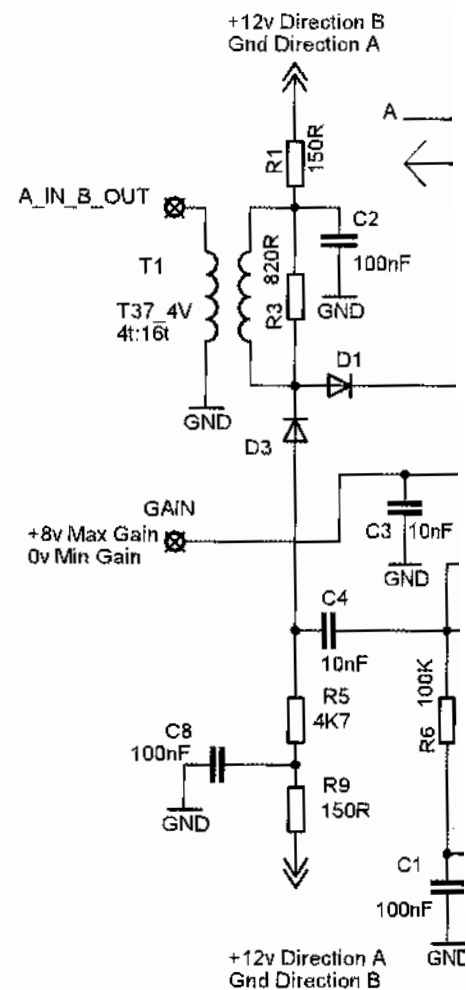 +12v Direction B
Gnd Direction A
A
R1
150R
A_IN_B_OUT
C2
100nF
GND
T1
T37_4V
4t:16t
820R
R3
GND
D1
D3
GAIN
+8v Max Gain
0v Min Gain
C3
10nF
GND
C4
10nF
100K
R6
R5
4K7
C8
100nF
GND
R9
150R
C1
100nF
GND
+12v Direction A
Gnd Direction B